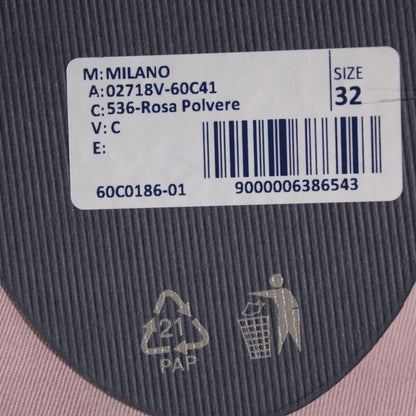 M: MILANO
A: 02718V-60C41
C: 536-Rosa Polvere
V: C
E:
SIZE
32
60C0186-01
9000006386543
21
PAP